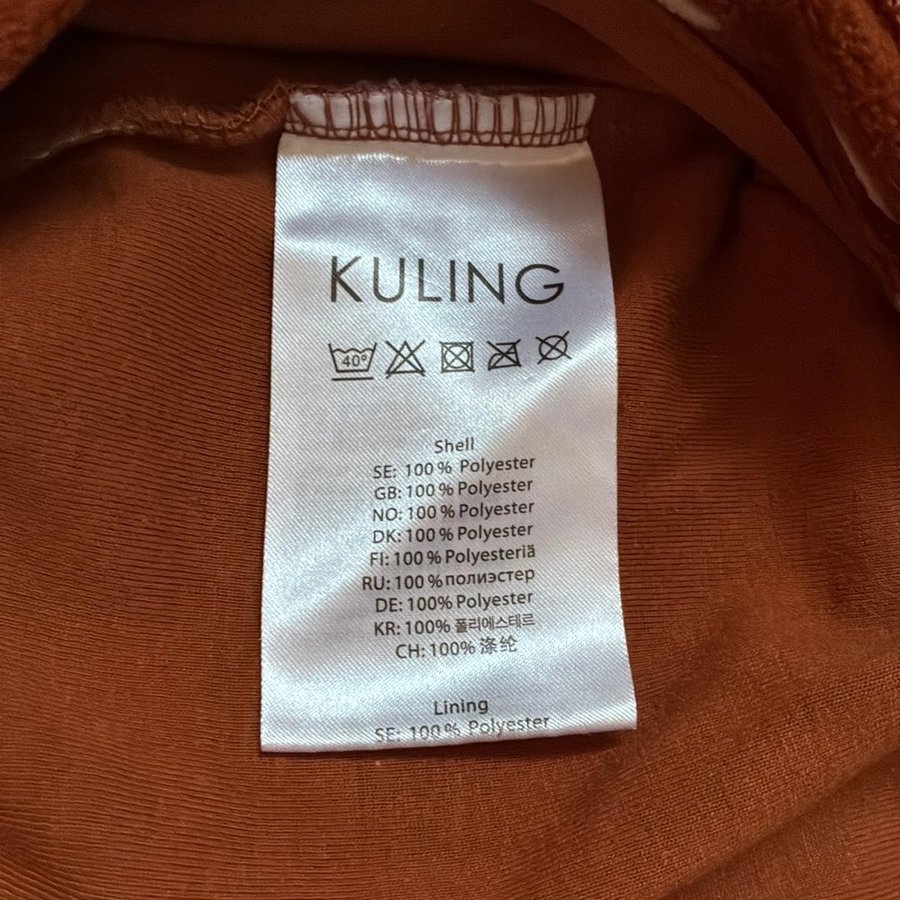 KULING
40°
Shell
SE: 100 % Polyester
GB: 100 % Polyester
NO: 100 % Polyester
DK: 100 % Polyester
FI: 100 % Polyesteriä
RU: 100 % полиэстер
DE: 100% Polyester
KR: 100% 폴리에스테르
CH: 100% 涤纶
Lining
SE: 100 % Polyester